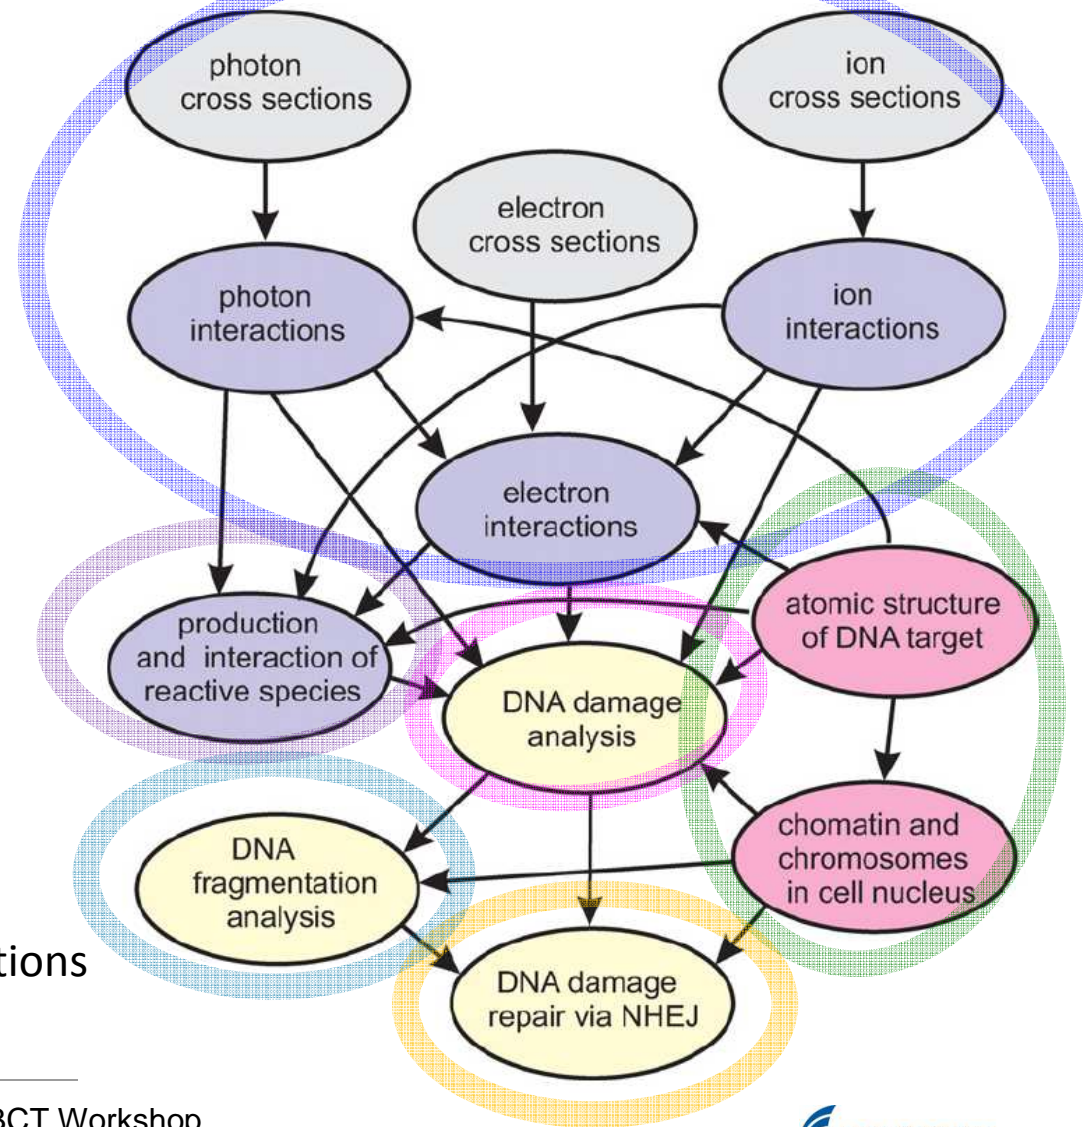 photon
cross sections
ion
cross sections
electron
cross sections
photon
interactions
ion
interactions
electron
interactions
atomic structure
of DNA target
production
and interaction of
reactive species
DNA damage
analysis
chomatin and
chromosomes
in cell nucleus
DNA
fragmentation
analysis
DNA damage
repair via NHEJ
tions
BCT Workshop